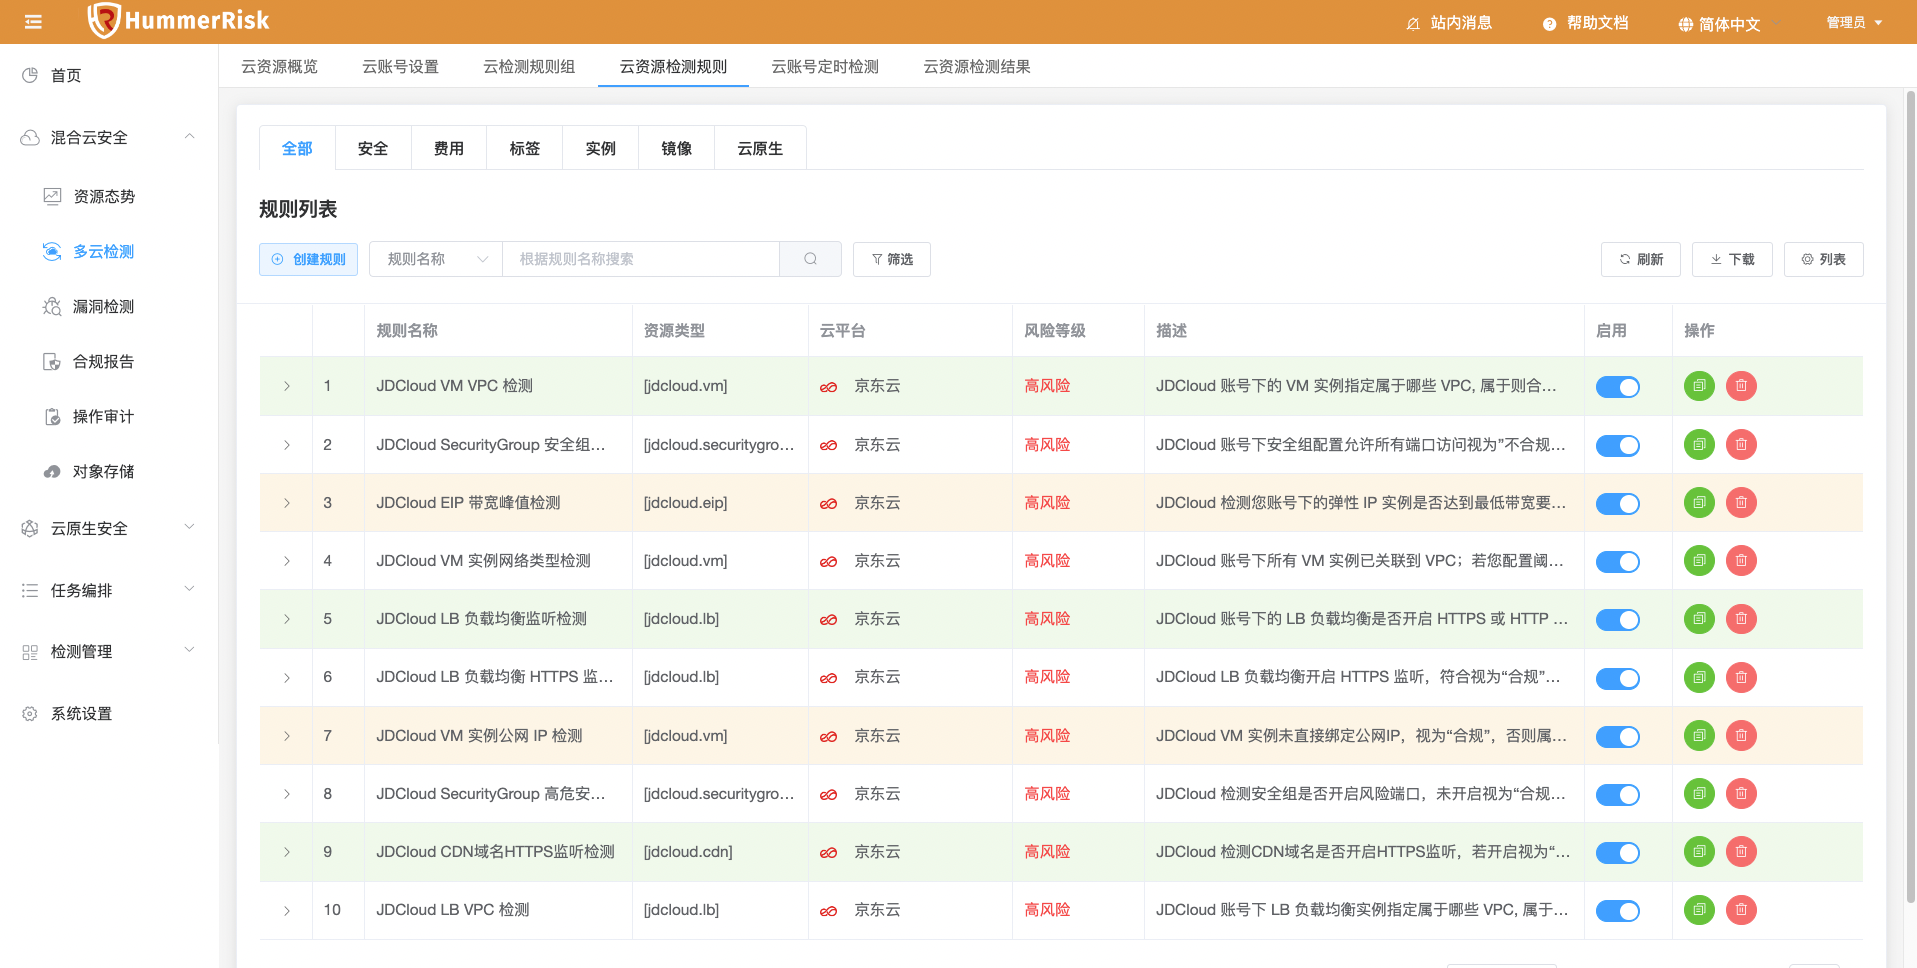 HummerRisk
站内消息
帮助文档
简体中文
管理员
首页
混合云安全
资源态势
多云检测
漏洞检测
合规报告
操作审计
对象存储
云原生安全
任务编排
检测管理
系统设置
云资源概览 云账号设置 云检测规则组 云资源检测规则 云账号定时检测 云资源检测结果
全部 安全 费用 标签 实例 镜像 云原生
规则列表
创建规则 规则名称 根据规则名称搜索 筛选 刷新 下载 列表
规则名称 资源类型 云平台 风险等级 描述 启用 操作
1 JDCloud VM VPC 检测 [jdcloud.vm] 京东云 高风险 JDCloud 账号下的 VM 实例指定属于哪些 VPC, 属于则合…
2 JDCloud SecurityGroup 安全组… [jdcloud.securitygro… 京东云 高风险 JDCloud 账号下安全组配置允许所有端口访问视为”不合规…
3 JDCloud EIP 带宽峰值检测 [jdcloud.eip] 京东云 高风险 JDCloud 检测您账号下的弹性 IP 实例是否达到最低带宽要…
4 JDCloud VM 实例网络类型检测 [jdcloud.vm] 京东云 高风险 JDCloud 账号下所有 VM 实例已关联到 VPC；若您配置阈…
5 JDCloud LB 负载均衡监听检测 [jdcloud.lb] 京东云 高风险 JDCloud 账号下的 LB 负载均衡是否开启 HTTPS 或 HTTP …
6 JDCloud LB 负载均衡 HTTPS 监… [jdcloud.lb] 京东云 高风险 JDCloud LB 负载均衡开启 HTTPS 监听，符合视为“合规”…
7 JDCloud VM 实例公网 IP 检测 [jdcloud.vm] 京东云 高风险 JDCloud VM 实例未直接绑定公网IP，视为“合规”，否则属…
8 JDCloud SecurityGroup 高危安… [jdcloud.securitygro… 京东云 高风险 JDCloud 检测安全组是否开启风险端口，未开启视为“合规…
9 JDCloud CDN域名HTTPS监听检测 [jdcloud.cdn] 京东云 高风险 JDCloud 检测CDN域名是否开启HTTPS监听，若开启视为“…
10 JDCloud LB VPC 检测 [jdcloud.lb] 京东云 高风险 JDCloud 账号下 LB 负载均衡实例指定属于哪些 VPC, 属于…